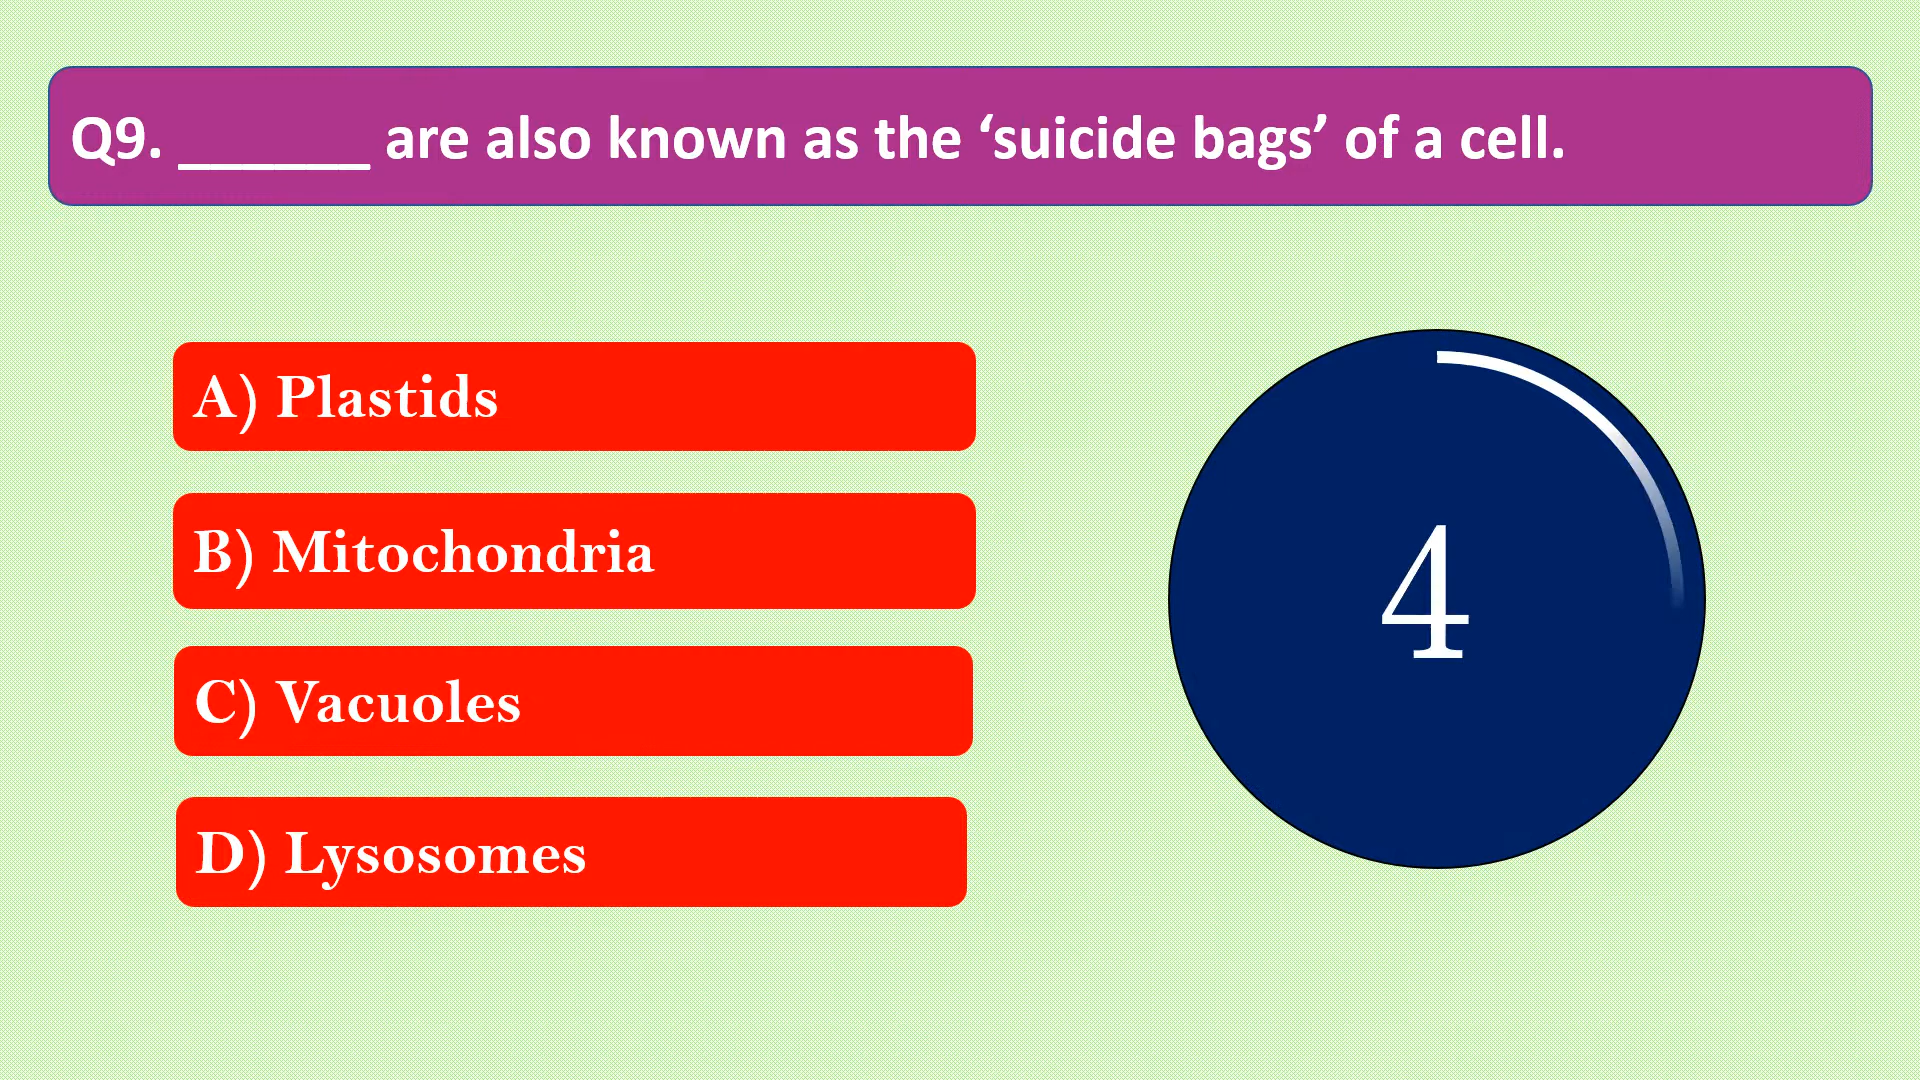 Q9. ______ are also known as the ‘suicide bags’ of a cell.
A) Plastids
B) Mitochondria
C) Vacuoles
D) Lysosomes
4